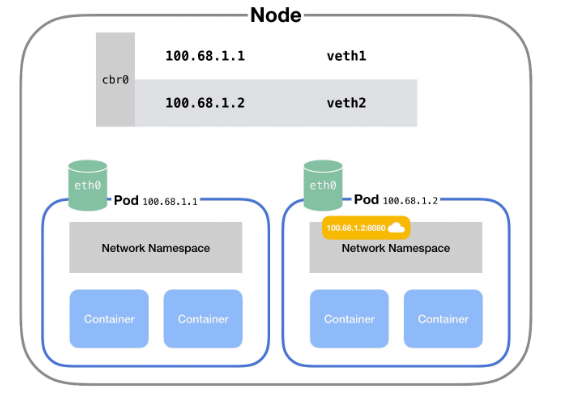 Node
cbr0
100.68.1.1 veth1
100.68.1.2 veth2
eth0
Pod 100.68.1.1
Network Namespace
Container Container
eth0
Pod 100.68.1.2
100.68.1.2:8080
Network Namespace
Container Container